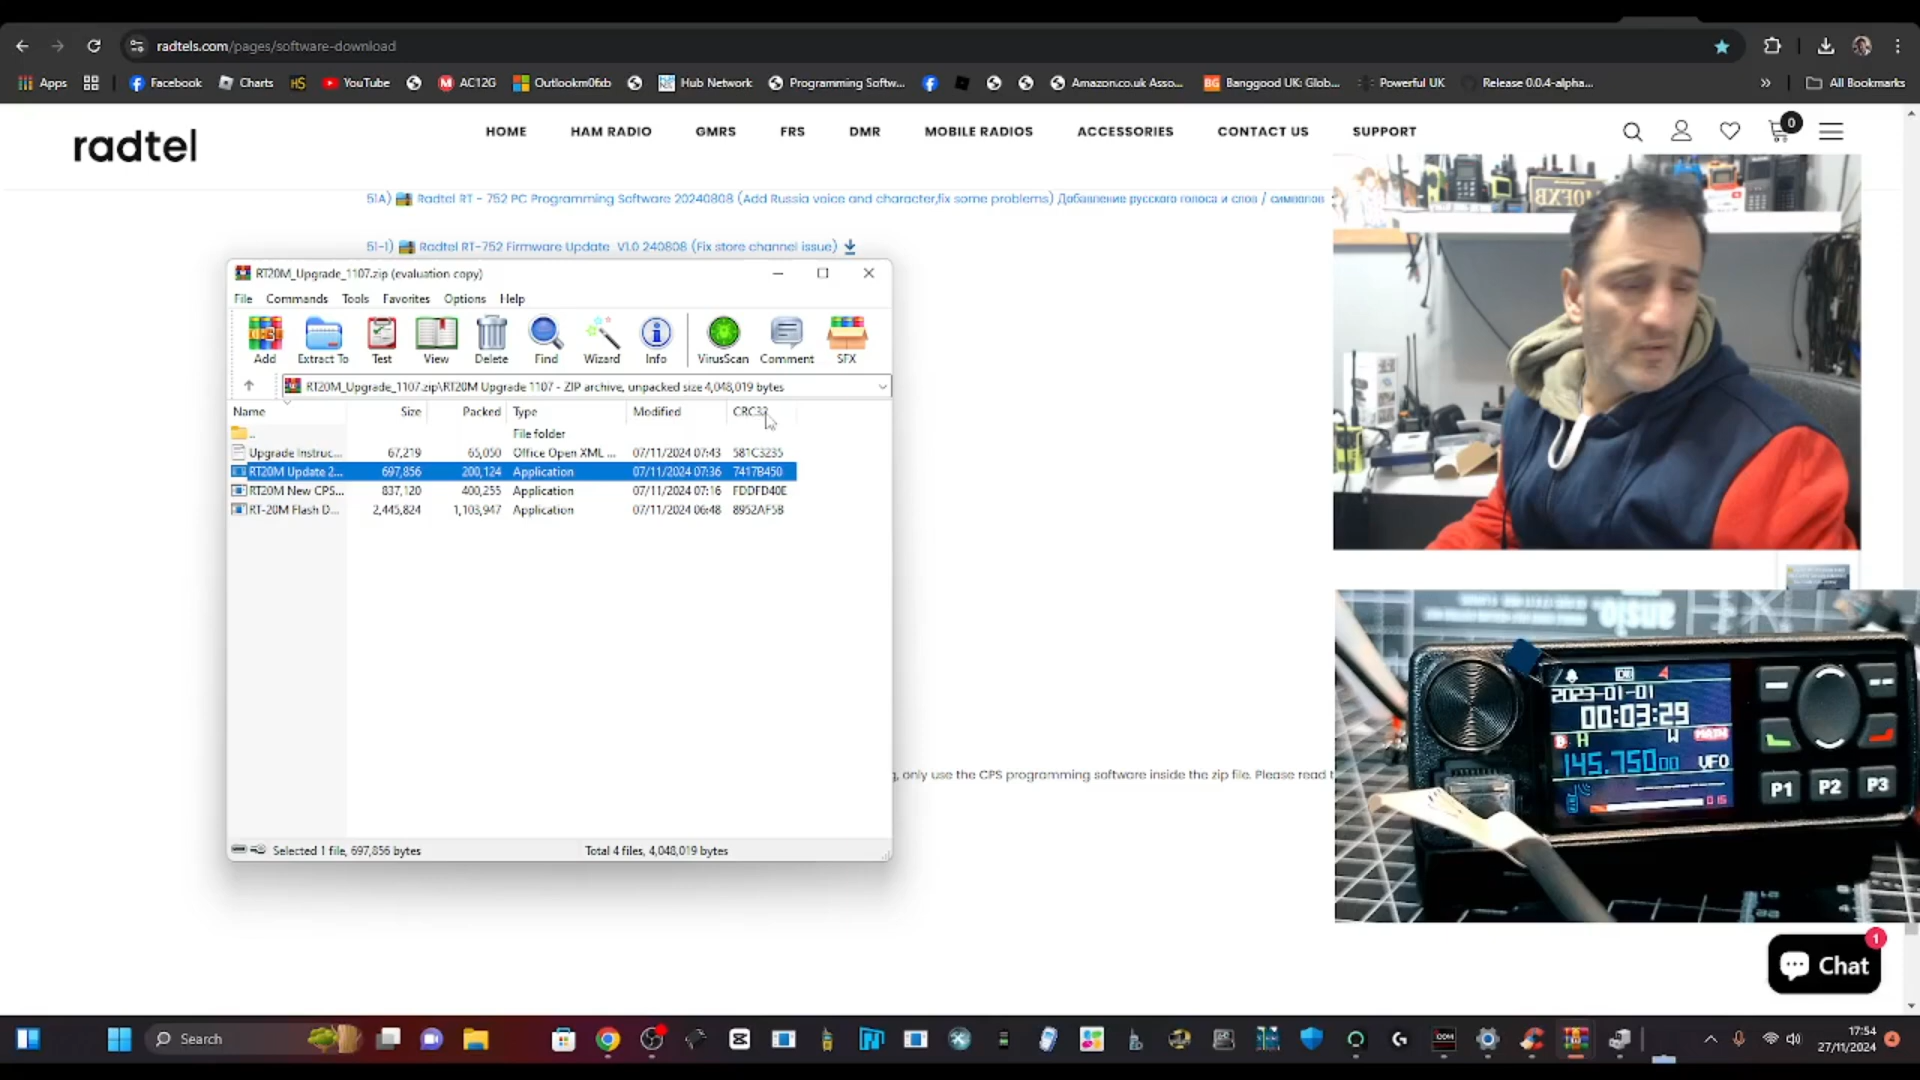 radtels.com/pages/software-download
Apps
Facebook
Charts
HS
YouTube
AC12G
Outlookm0fxb
Hub Network
Programming Softw...
Amazon.co.uk Asso...
BG
Banggood UK: Glob...
Powerful UK
Release 0.0.4-alpha...
»
All Bookmarks
radtel
HOME
HAM RADIO
GMRS
FRS
DMR
MOBILE RADIOS
ACCESSORIES
CONTACT US
SUPPORT
0
51A) Radtel RT - 752 PC Programming Software 20240808 (Add Russia voice and character,fix some problems) Добавление русского голоса и слов / символов
51-1) Radtel RT-752 Firmware Update: V1.0 240808 (Fix store channel issue)
RT20M_Upgrade_1107.zip (evaluation copy)
File Commands Tools Favorites Options Help
Add Extract To Test View Delete Find Wizard Info VirusScan Comment SFX
RT20M_Upgrade_1107.zip\RT20M Upgrade 1107 - ZIP archive, unpacked size 4,048,019 bytes
Name Size Packed Type Modified CRC32
.. File folder
Upgrade Instruc... 67,219 65,050 Office Open XML ... 07/11/2024 07:43 581C3235
RT20M Update 2... 697,856 200,124 Application 07/11/2024 07:36 7417B450
RT20M New CPS... 837,120 400,255 Application 07/11/2024 07:16 FDDFD40E
RT-20M Flash D... 2,445,824 1,103,947 Application 07/11/2024 06:48 8952AF5B
Selected 1 file, 697,856 bytes
Total 4 files, 4,048,019 bytes
, only use the CPS programming software inside the zip file. Please read t
2023-01-01
00:03:29
B A W MAIN
145.75000 VFO
P1 P2 P3
1
Chat
Search
17:54
27/11/2024
4